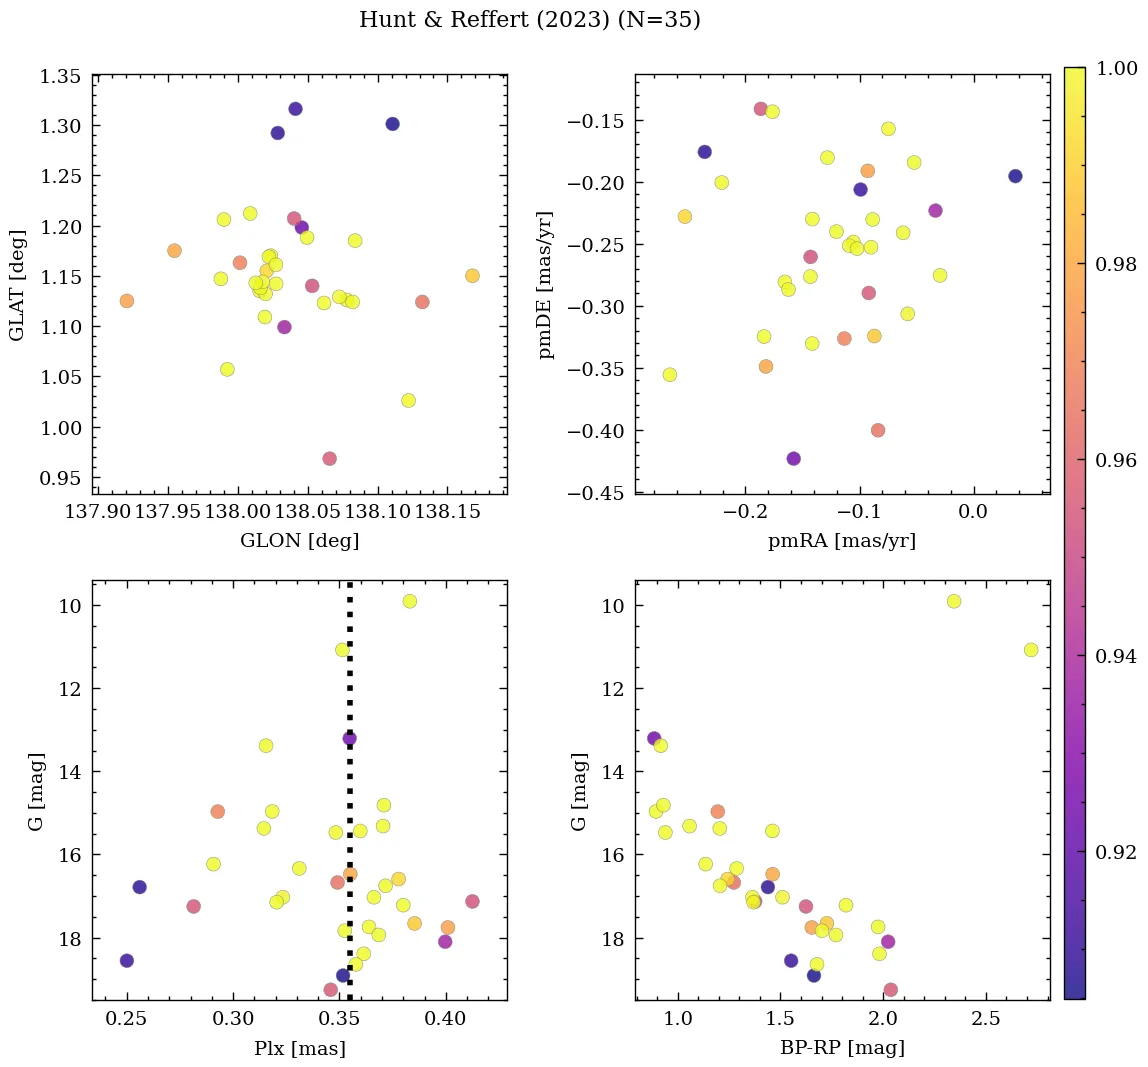 Hunt & Reffert (2023) (N=35)
1.35
1.30
1.25
1.20
1.15
1.10
1.05
1.00
0.95
GLAT [deg]
137.90 137.95 138.00 138.05 138.10 138.15
GLON [deg]
−0.15
−0.20
−0.25
−0.30
−0.35
−0.40
−0.45
pmDE [mas/yr]
−0.2 −0.1 0.0
pmRA [mas/yr]
10
12
14
16
18
G [mag]
0.25 0.30 0.35 0.40
Plx [mas]
10
12
14
16
18
G [mag]
1.0 1.5 2.0 2.5
BP-RP [mag]
1.00
0.98
0.96
0.94
0.92